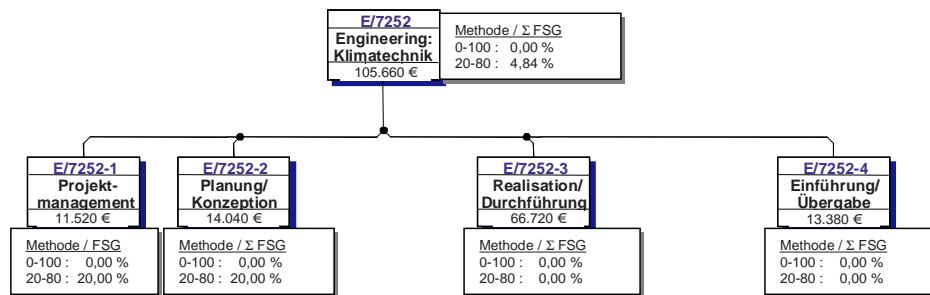 E/7252
Engineering:
Klimatechnik
105.660 €
Methode / Σ FSG
0-100 : 0,00 %
20-80 : 4,84 %
E/7252-1
Projekt-
management
11.520 €
Methode / FSG
0-100 : 0,00 %
20-80 : 20,00 %
E/7252-2
Planung/
Konzeption
14.040 €
Methode / Σ FSG
0-100 : 0,00 %
20-80 : 20,00 %
E/7252-3
Realisation/
Durchführung
66.720 €
Methode / Σ FSG
0-100 : 0,00 %
20-80 : 0,00 %
E/7252-4
Einführung/
Übergabe
13.380 €
Methode / Σ FSG
0-100 : 0,00 %
20-80 : 0,00 %